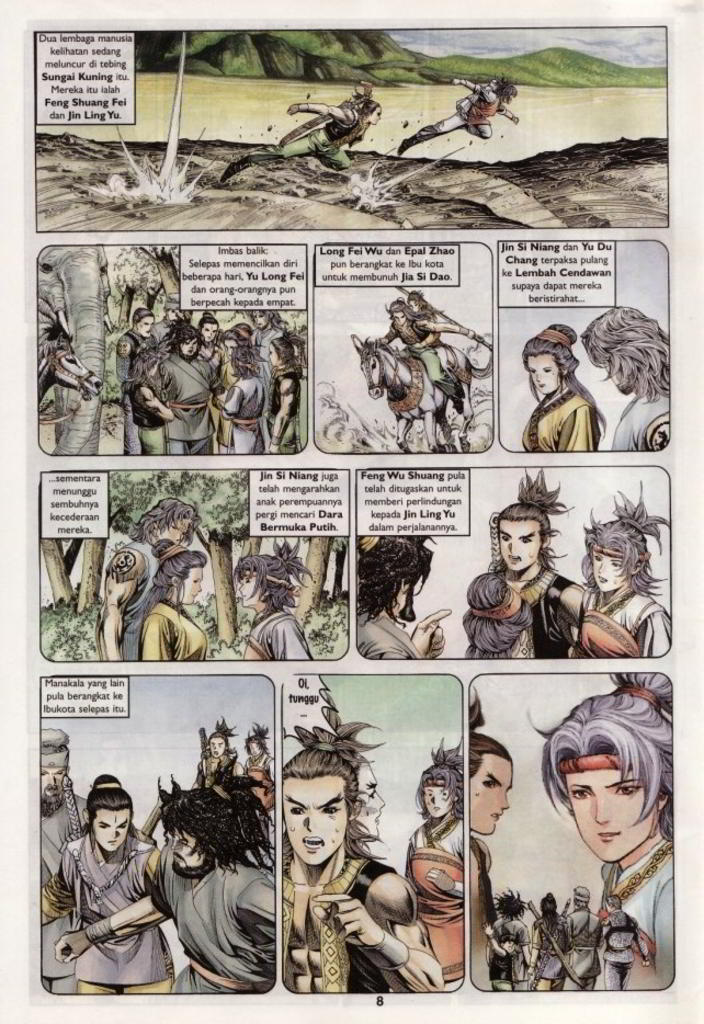 Dua lembaga manusia
kelihatan sedang
meluncur di tebing
Sungai Kuning itu.
Mereka itu ialah
Feng Shuang Fei
dan Jin Ling Yu.
Imbas balik:
Selepas memencilkan diri
beberapa hari, Yu Long Fei
dan orang-orangnya pun
berpecah kepada empat.
Long Fei Wu dan Epal Zhao
pun berangkat ke Ibu kota
untuk membunuh Jia Si Dao.
Jin Si Niang dan Yu Du
Chang terpaksa pulang
ke Lembah Cendawan
supaya dapat mereka
beristirahat...
...sementara
menunggu
sembuhnya
kecederaan
mereka.
Jin Si Niang juga
telah mengarahkan
anak perempuannya
pergi mencari Dara
Bermuka Putih.
Feng Wu Shuang pula
telah ditugaskan untuk
memberi perlindungan
kepada Jin Ling Yu
dalam perjalanannya.
Manakala yang lain
pula berangkat ke
Ibukota selepas itu.
Oi,
tunggu
...
8